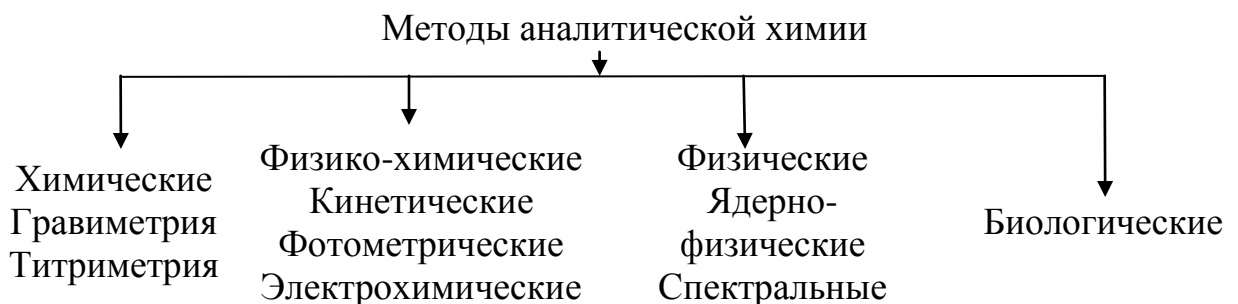 Методы аналитической химии
Химические
Гравиметрия
Титриметрия
Физико-химические
Кинетические
Фотометрические
Электрохимические
Физические
Ядерно-
физические
Спектральные
Биологические